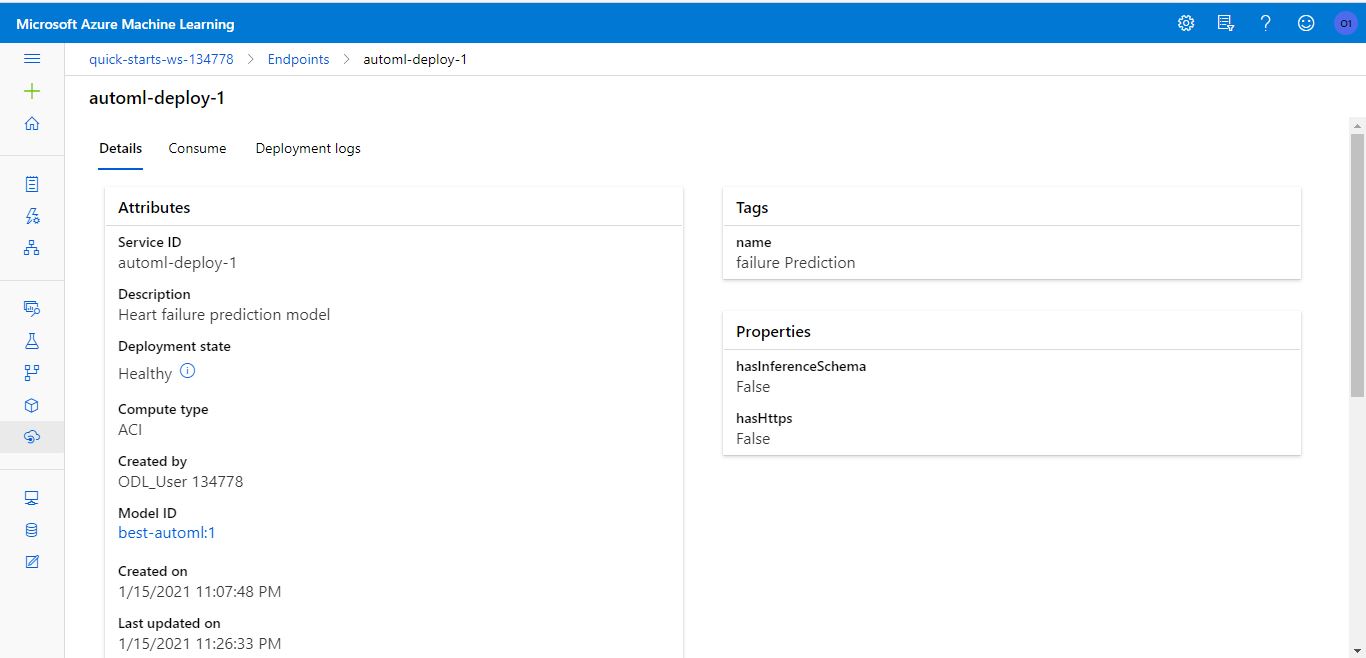 Microsoft Azure Machine Learning
O1
quick-starts-ws-134778 > Endpoints > automl-deploy-1
automl-deploy-1
Details Consume Deployment logs
Attributes
Service ID
automl-deploy-1
Description
Heart failure prediction model
Deployment state
Healthy
Compute type
ACI
Created by
ODL_User 134778
Model ID
best-automl:1
Created on
1/15/2021 11:07:48 PM
Last updated on
1/15/2021 11:26:33 PM
Tags
name
failure Prediction
Properties
hasInferenceSchema
False
hasHttps
False